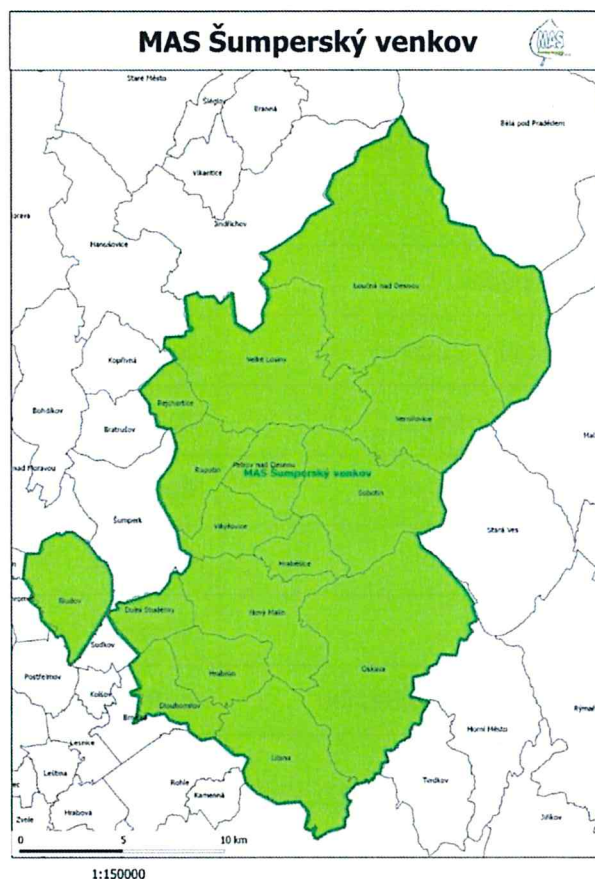 MAS Šumperský venkov
MAS
Staré Město
Šléglov
Branná
Bělá pod Pradědem
Vikantice
Jindřichov
Hanušovice
Loučná nad Desnou
Kopřivná
Velké Losiny
Rejchartice
Vernířovice
Bohdíkov
Bratrušov
Rapotín
Petrov nad Desnou
MAS Šumperský venkov
Sobotín
Šumperk
Vikýřovice
Stará Ves
Hraběšice
Bludov
Dolní Studénky
Nový Malín
Sudkov
Oskava
Postřelmov
Hrabišín
Kolšov
Dlouhomilov
Horní Město
Lesnice
Libina
Leština
Rohle
Tvrdkov
Kamenná
Hrabová
Zvole
Jiříkov
0 5 10 km
1:150000